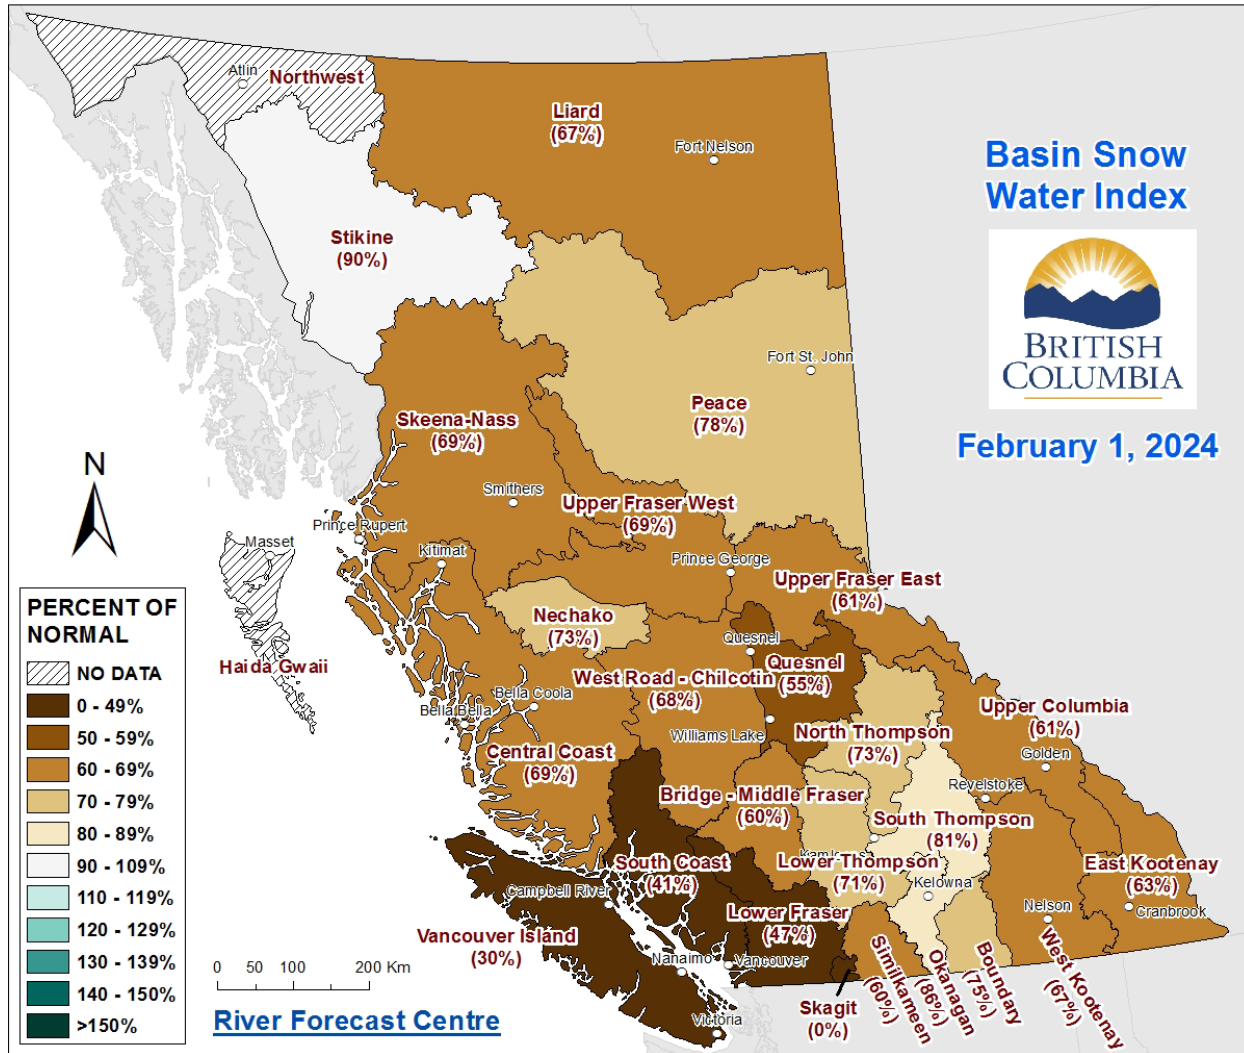 Atlin
Northwest
Liard
(67%)
Fort Nelson
Basin Snow
Water Index
Stikine
(90%)
BRITISH
COLUMBIA
February 1, 2024
Fort St. John
Peace
(78%)
Skeena-Nass
(69%)
N
Smithers
Upper Fraser West
(69%)
Prince Rupert
Masset
Kitimat
Prince George
Upper Fraser East
(61%)
Nechako
(73%)
Quesnel
Quesnel
(55%)
Haida Gwaii
West Road - Chilcotin
(68%)
Bella Coola
Bella Bella
Williams Lake
Upper Columbia
(61%)
Golden
North Thompson
(73%)
Central Coast
(69%)
Revelstoke
Bridge - Middle Fraser
(60%)
South Thompson
(81%)
South Coast
(41%)
Lower Thompson
(71%)
East Kootenay
(63%)
Campbell River
Kelowna
Nelson
Cranbrook
Lower Fraser
(47%)
Vancouver Island
(30%)
Nanaimo
Vancouver
Victoria
Skagit
(0%)
Similkameen
(60%)
Okanagan
(86%)
Boundary
(75%)
West Kootenay
(67%)
PERCENT OF
NORMAL
NO DATA
0 - 49%
50 - 59%
60 - 69%
70 - 79%
80 - 89%
90 - 109%
110 - 119%
120 - 129%
130 - 139%
140 - 150%
>150%
0 50 100 200 Km
River Forecast Centre